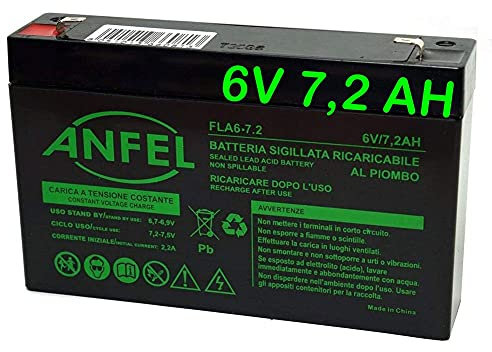 6V 7,2 AH
ANFEL
FLA6-7.2
6V/7,2AH
BATTERIA SIGILLATA RICARICABILE
AL PIOMBO
SEALED LEAD ACID BATTERY
NON SPILLABLE
RICARICARE DOPO L'USO
RECHARGE AFTER USE
CARICA A TENSIONE COSTANTE
CONSTANT VOLTAGE CHARGE
USO STAND BY/STAND BY USE: 6,7-6,9V
CICLO USO/CYCLE USE: 7,2-7,5V
CORRENTE INIZIALE/INITIAL CURRENT: 2,2A
Pb
AVVERTENZE
Non mettere i terminali in corto circuito.
Non esporre a fiamme o scintille.
Effettuare la carica in luoghi ventilati.
Non smontare e non sottoporre a urti o vibrazioni.
Se esposto ad elettrolito (acido), lavare
immediatamente e abbondantemente con acqua.
Non disperdere nell'ambiente dopo l'uso. Usare
gli appositi contenitori per la raccolta.
Made in China